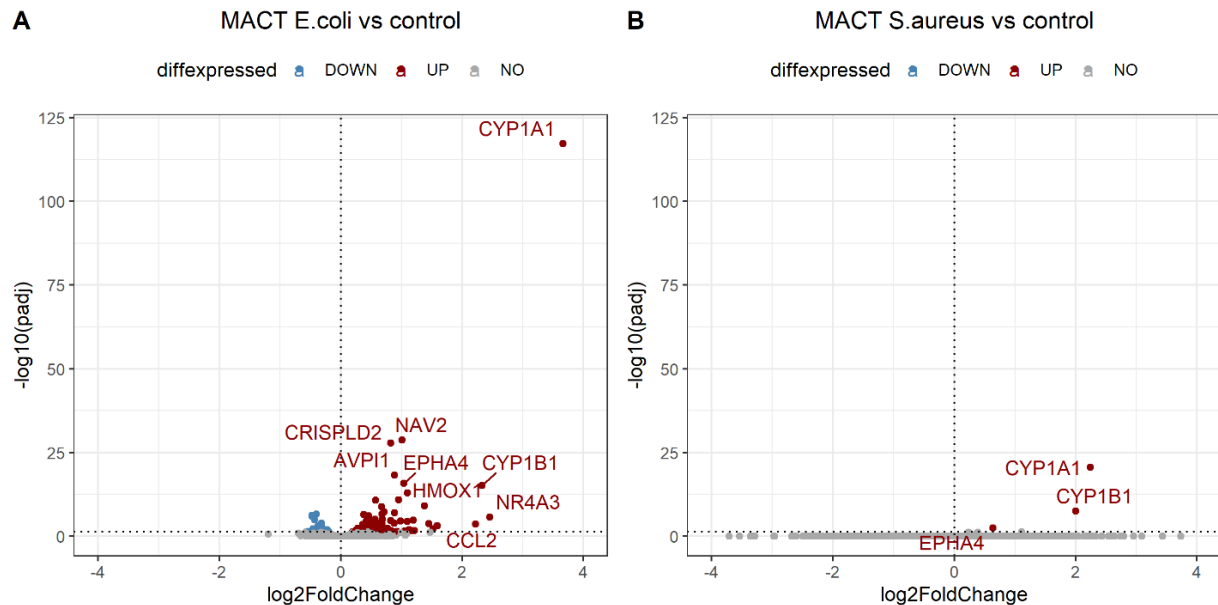 A
MACT E.coli vs control
diffexpressed a DOWN a UP a NO
125
100
75
50
25
0
-log10(padj)
CYP1A1
CRISPLD2
NAV2
AVPI1
EPHA4
CYP1B1
HMOX1
NR4A3
CCL2
-4
-2
0
2
4
log2FoldChange
B
MACT S.aureus vs control
diffexpressed a DOWN a UP a NO
125
100
75
50
25
0
-log10(padj)
CYP1A1
CYP1B1
EPHA4
-4
-2
0
2
4
log2FoldChange